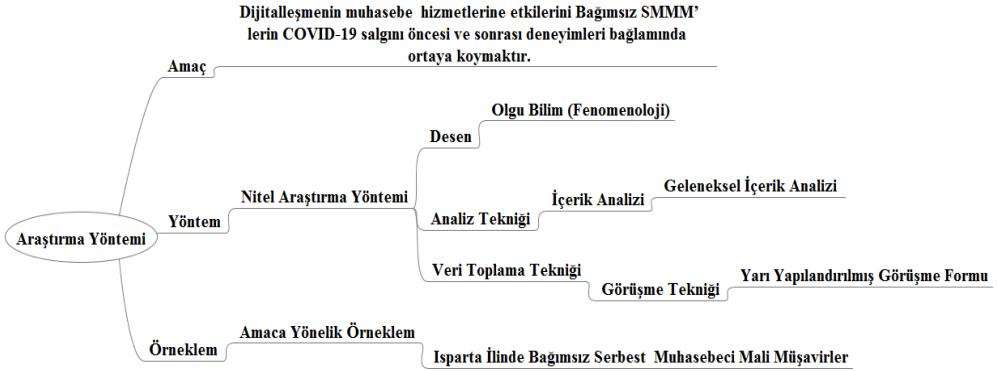 Dijitalleşmenin muhasebe hizmetlerine etkilerini Bağımsız SMMM’
lerin COVID-19 salgını öncesi ve sonrası deneyimleri bağlamında
ortaya koymaktır.
Amaç
Olgu Bilim (Fenomenoloji)
Desen
Nitel Araştırma Yöntemi
Geleneksel İçerik Analizi
İçerik Analizi
Analiz Tekniği
Yöntem
Araştırma Yöntemi
Veri Toplama Tekniği
Görüşme Tekniği
Yarı Yapılandırılmış Görüşme Formu
Amaca Yönelik Örneklem
Örneklem
Isparta İlinde Bağımsız Serbest Muhasebeci Mali Müşavirler